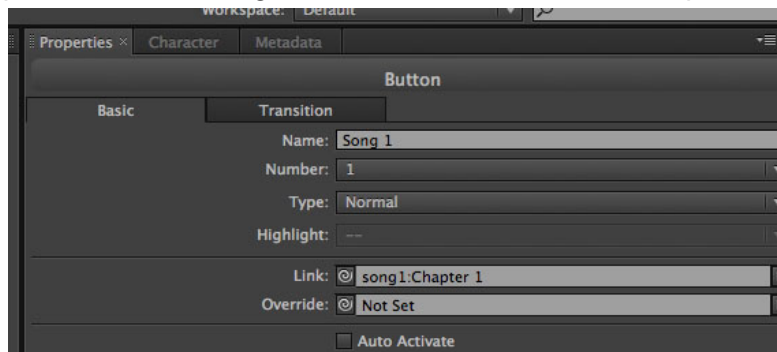 Workspace: Default
Properties × Character Metadata
Button
Basic Transition
Name: Song 1
Number: 1
Type: Normal
Highlight: --
Link: song1:Chapter 1
Override: Not Set
Auto Activate